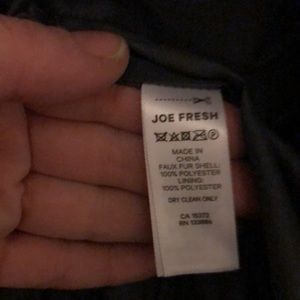 JOE FRESH
MADE IN
CHINA
FAUX FUR SHELL:
100% POLYESTER
LINING:
100% POLYESTER
DRY CLEAN ONLY
CA 15373
RN 133886